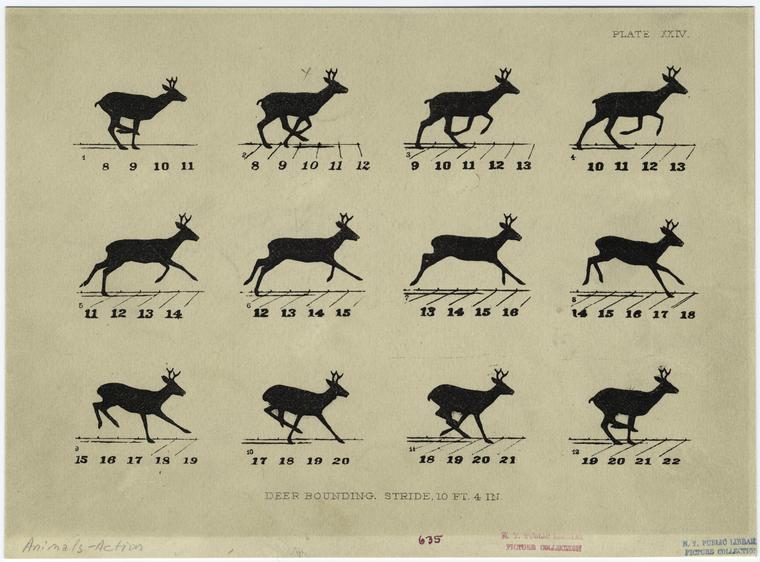 PLATE XXIV.
1
8 9 10 11
2
8 9 10 11 12
3
9 10 11 12 13
4
10 11 12 13
5
11 12 13 14
6
12 13 14 15
7
13 14 15 16
8
14 15 16 17 18
9
15 16 17 18 19
10
17 18 19 20
11
18 19 20 21
12
19 20 21 22
DEER BOUNDING. STRIDE, 10 FT. 4 IN.
635
Animals-Action
N. Y. PUBLIC LIBRARY
PICTURE COLLECTION
N. Y. PUBLIC LIBRARY
PICTURE COLLECTION